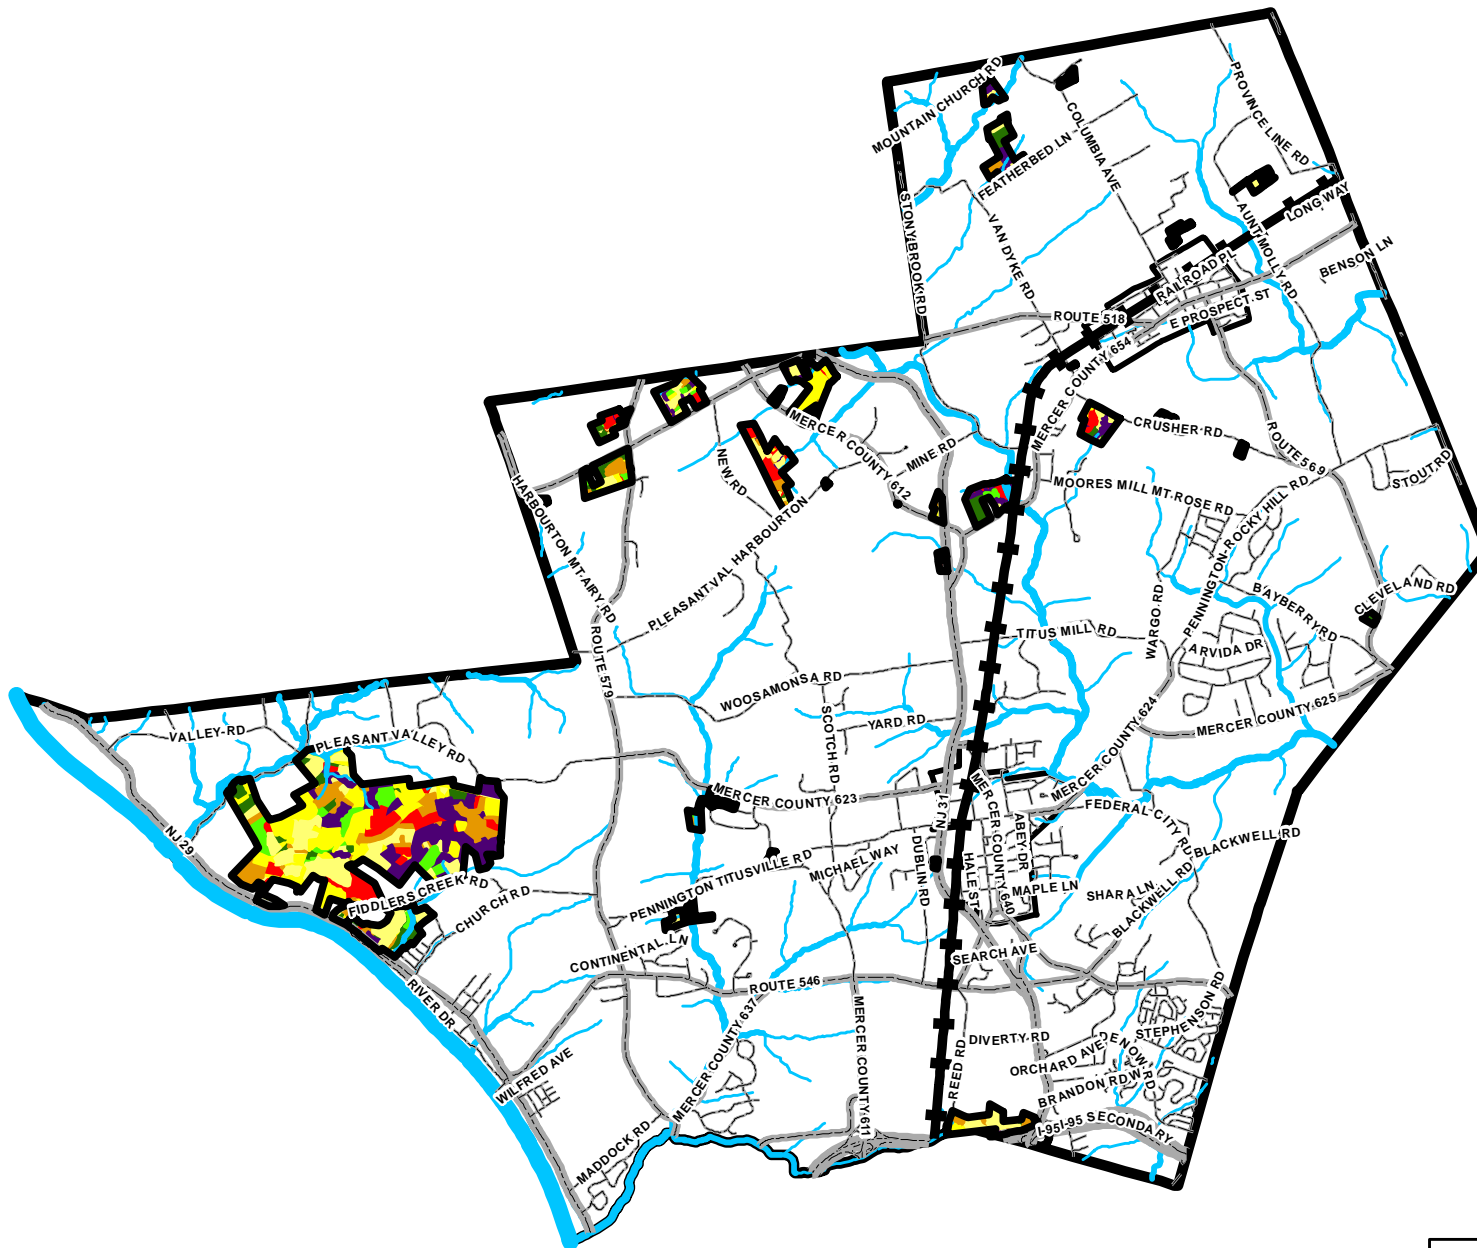 MOUNTAIN CHURCH RD
PROVINCE LINE RD
COLUMBIA AVE
FEATHERBED LN
STONY BROOK RD
VAN DYKE RD
AUNT MOLLY RD
LONG WAY
BENSON LN
RAILROAD PL
E PROSPECT ST
ROUTE 518
MERCER COUNTY 654
CRUSHER RD
ROUTE 569
STOUT RD
MERCER COUNTY 612
MINE RD
NEW RD
MOORES MILL MT ROSE RD
PENNINGTON-ROCKY HILL RD
HARBOURTON MT AIRY RD
PLEASANT VAL HARBOURTON
WARGO RD
BAYBERRY RD
CLEVELAND RD
TITUS MILL RD
ARVIDA DR
ROUTE 579
WOOSAMONSA RD
SCOTCH RD
YARD RD
MERCER COUNTY 624
MERCER COUNTY 625
VALLEY RD
PLEASANT VALLEY RD
MERCER COUNTY 623
NJ 31
MERCER COUNTY 640
ABEY DR
FEDERAL CITY RD
BLACKWELL RD
NJ 29
PENNINGTON TITUSVILLE RD
MICHAEL WAY
DUBLIN RD
HALE ST
MAPLE LN
SHARA LN
BLACKWELL RD
FIDDLERS CREEK RD
CHURCH RD
CONTINENTAL LN
SEARCH AVE
ROUTE 546
RIVER DR
MERCER COUNTY 637
MERCER COUNTY 611
REED RD
DIVERTY RD
STEPHENSON RD
ORCHARD AVE
DENOW RD
BRANDON RD W
WILFRED AVE
I-95
I-95 SECONDARY
MADDOCK RD